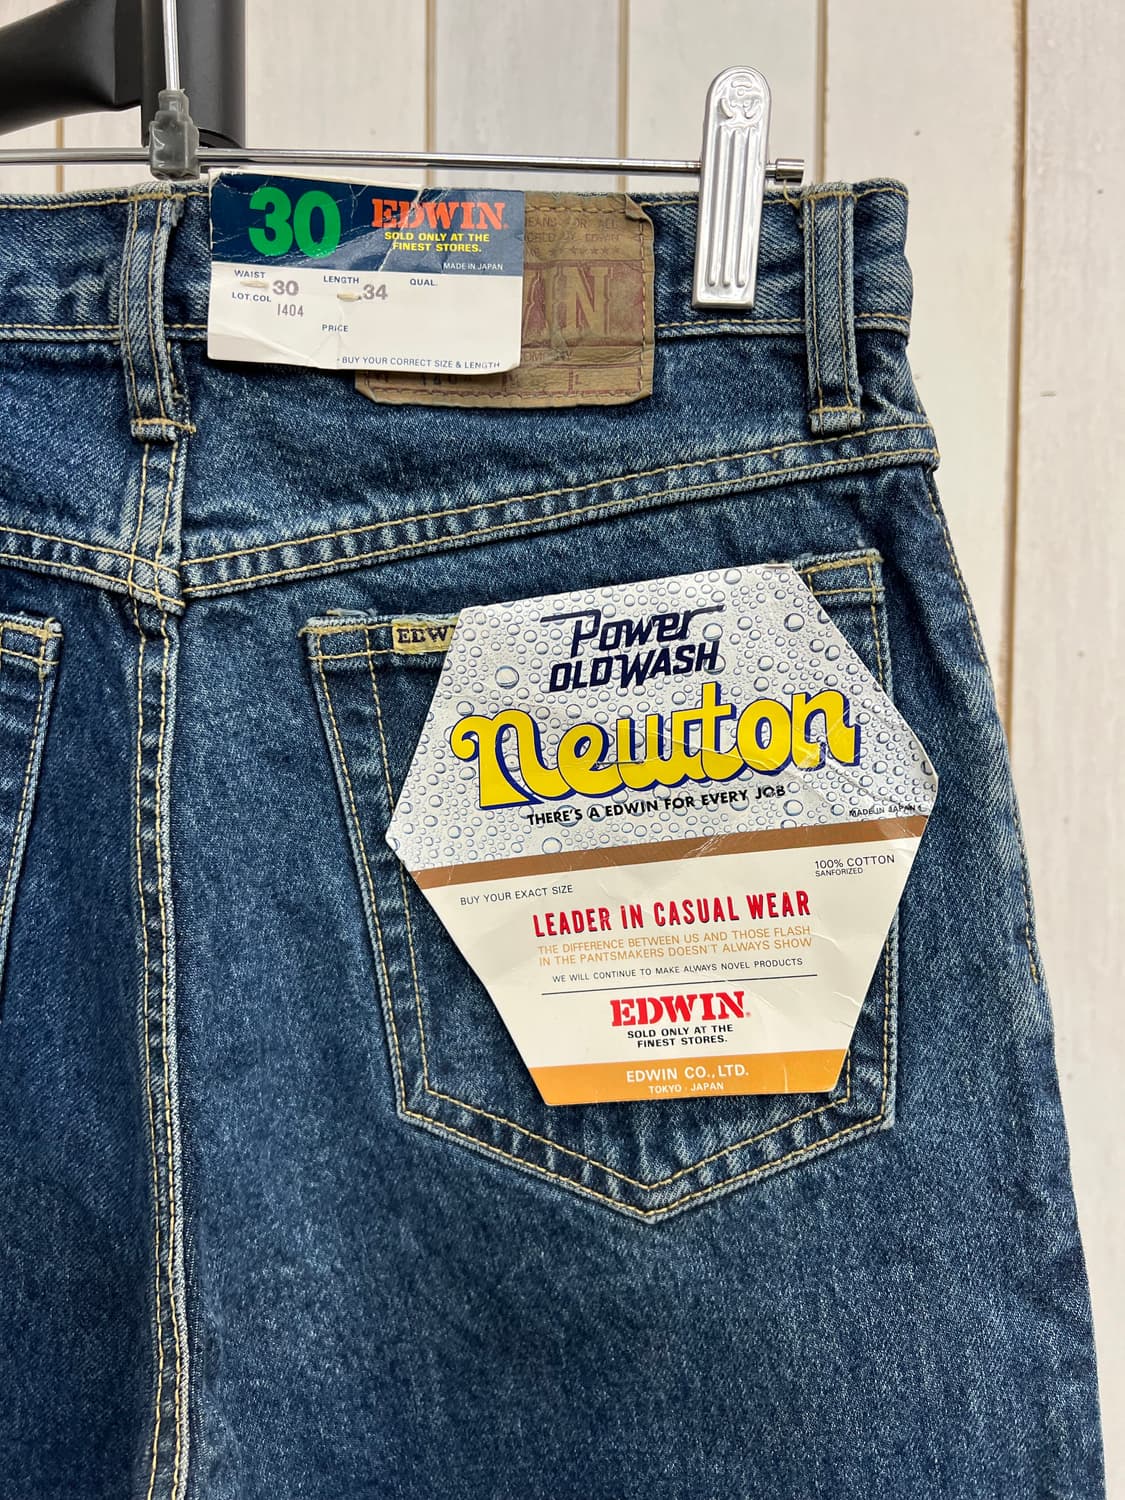 30
EDWIN
SOLD ONLY AT THE
FINEST STORES.
MADE IN JAPAN
WAIST 30 LENGTH 34 QUAL.
LOT.COL 1404
PRICE
BUY YOUR CORRECT SIZE & LENGTH
EDW
Power
OLD WASH
Newton
THERE'S A EDWIN FOR EVERY JOB
MADE IN JAPAN
100% COTTON
SANFORIZED
BUY YOUR EXACT SIZE
LEADER IN CASUAL WEAR
THE DIFFERENCE BETWEEN US AND THOSE FLASH
IN THE PANTSMAKERS DOESN'T ALWAYS SHOW
WE WILL CONTINUE TO MAKE ALWAYS NOVEL PRODUCTS
EDWIN
SOLD ONLY AT THE
FINEST STORES.
EDWIN CO., LTD.
TOKYO · JAPAN